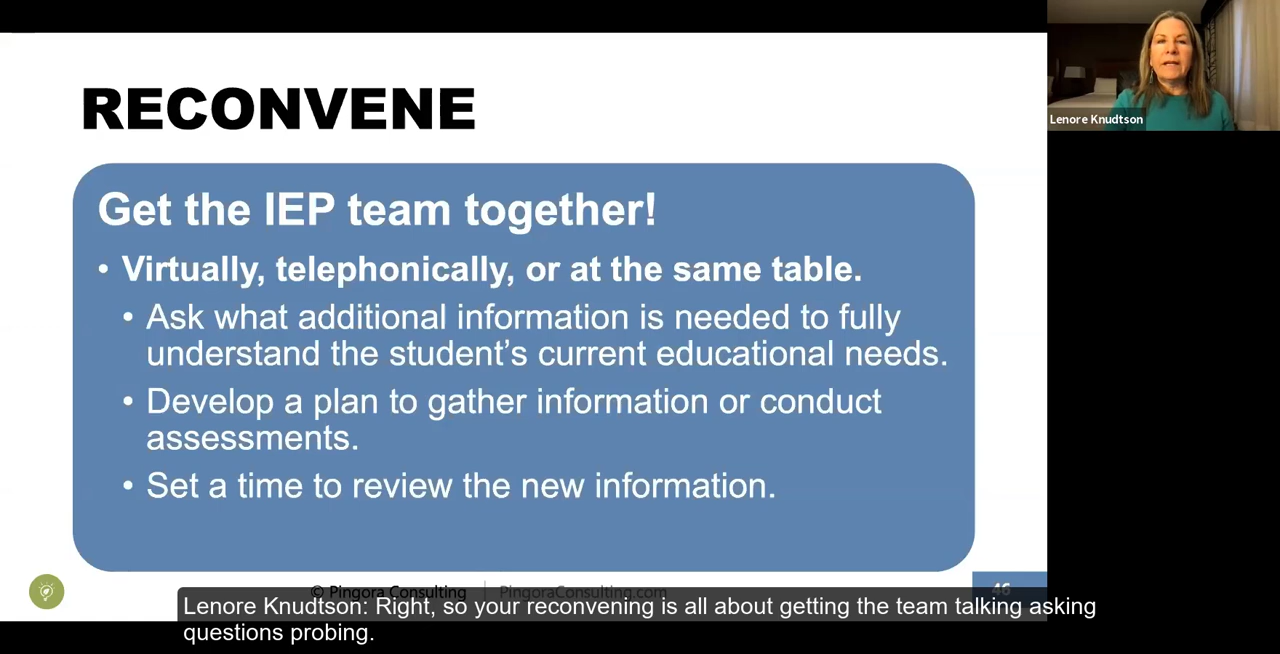 RECONVENE
Get the IEP team together!
• Virtually, telephonically, or at the same table.
• Ask what additional information is needed to fully
understand the student’s current educational needs.
• Develop a plan to gather information or conduct
assessments.
• Set a time to review the new information.
Lenore Knudtson
© Pingora Consulting | PingoraConsulting.com
46
Lenore Knudtson: Right, so your reconvening is all about getting the team talking asking
questions probing.